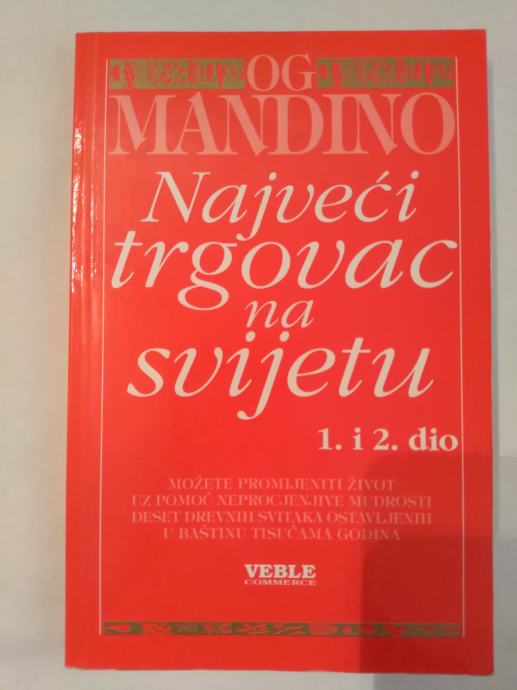 OG
MANDINO
Najveći
trgovac
na
svijetu
1. i 2. dio
MOŽETE PROMIJENITI ŽIVOT
UZ POMOĆ NEPROCJENJIVE MUDROSTI
DESET DREVNIH SVITAKA OSTAVLJENIH
U BAŠTINU TISUĆAMA GODINA
VEBLE
COMMERCE